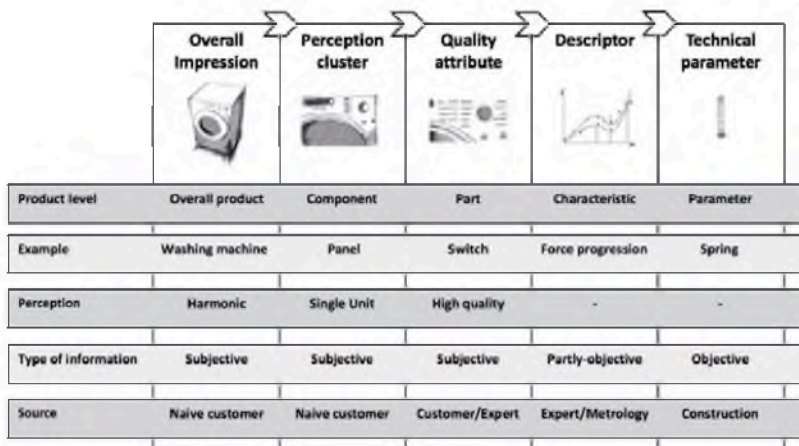 Overall Impression
Perception cluster
Quality attribute
Descriptor
Technical parameter
Product level Overall product Component Part Characteristic Parameter
Example Washing machine Panel Switch Force progression Spring
Perception Harmonic Single Unit High quality - -
Type of information Subjective Subjective Subjective Partly-objective Objective
Source Naive customer Naive customer Customer/Expert Expert/Metrology Construction